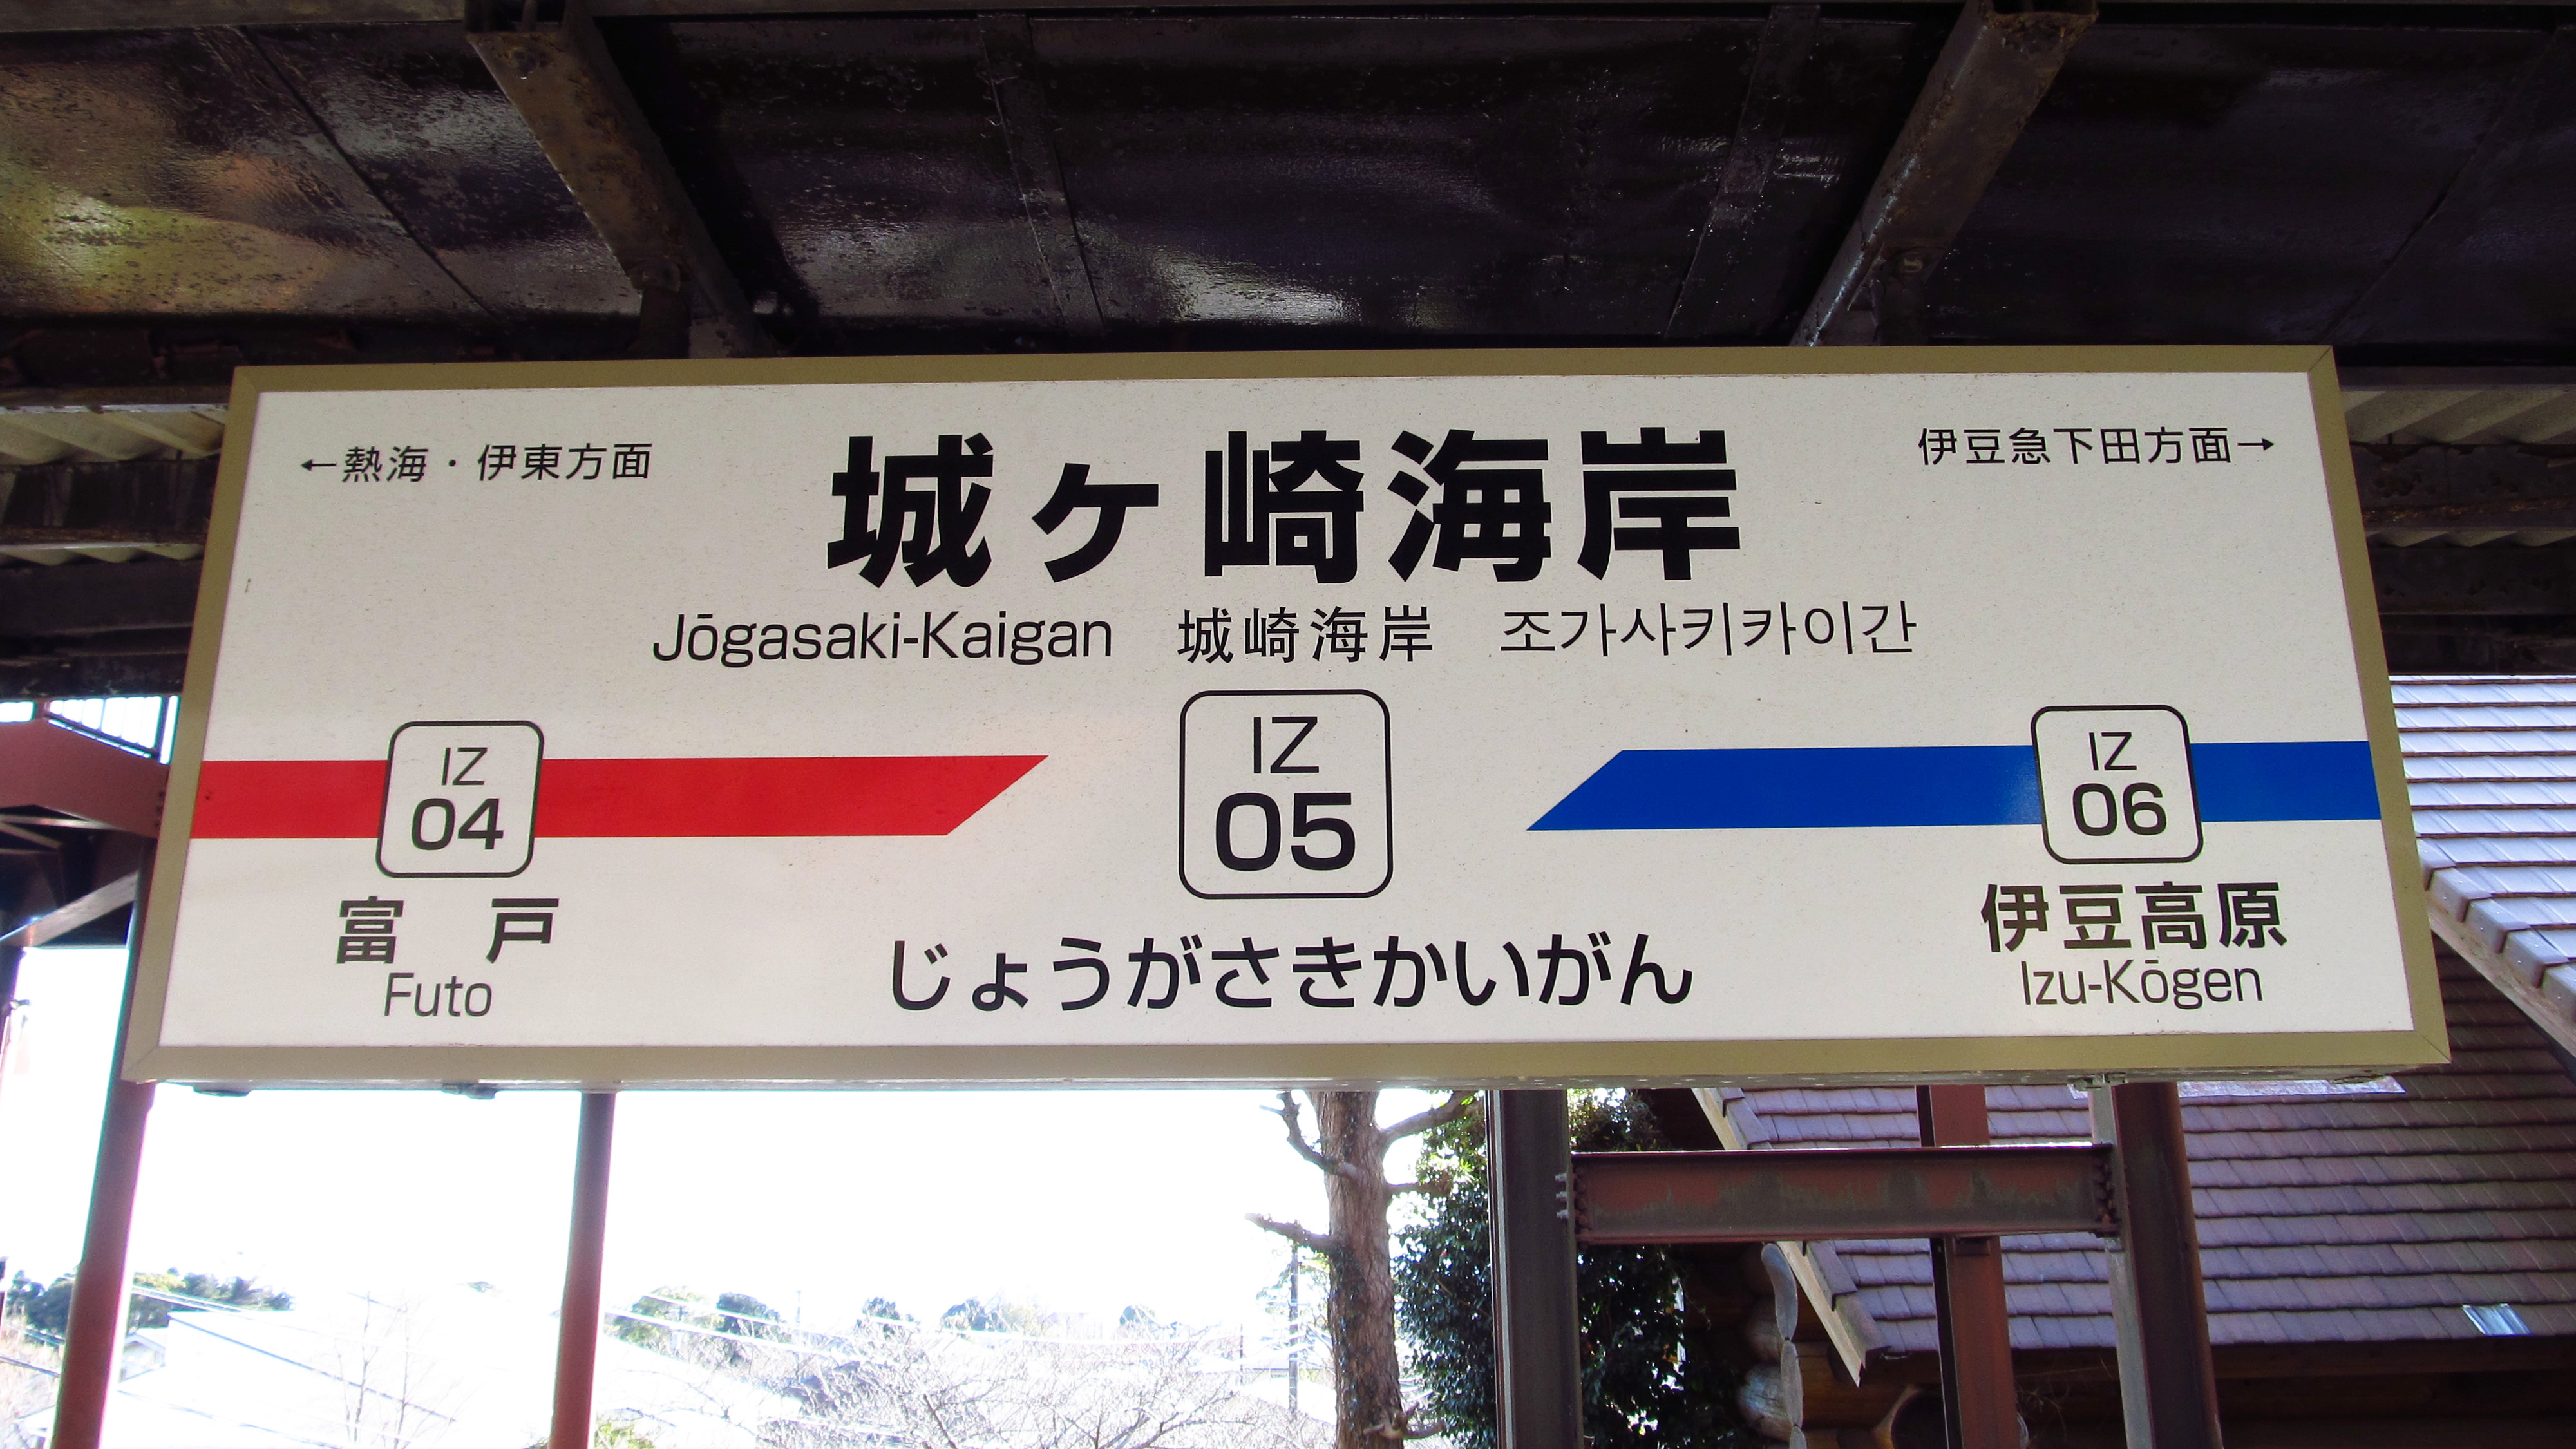 ←熱海・伊東方面
伊豆急下田方面→
城ヶ崎海岸
Jōgasaki-Kaigan 城崎海岸 조가사키카이간
IZ
04
IZ
05
IZ
06
富 戸
Futo
じょうがさきかいがん
伊豆高原
Izu-Kōgen